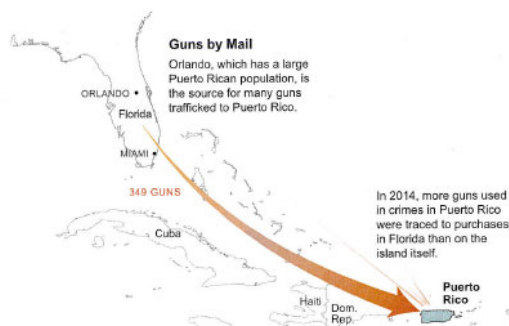 Guns by Mail
Orlando, which has a large
Puerto Rican population, is
the source for many guns
trafficked to Puerto Rico.
ORLANDO
Florida
MIAMI
349 GUNS
In 2014, more guns used
in crimes in Puerto Rico
were traced to purchases
in Florida than on the
island itself.
Cuba
Puerto
Rico
Haiti
Dom.
Rep.